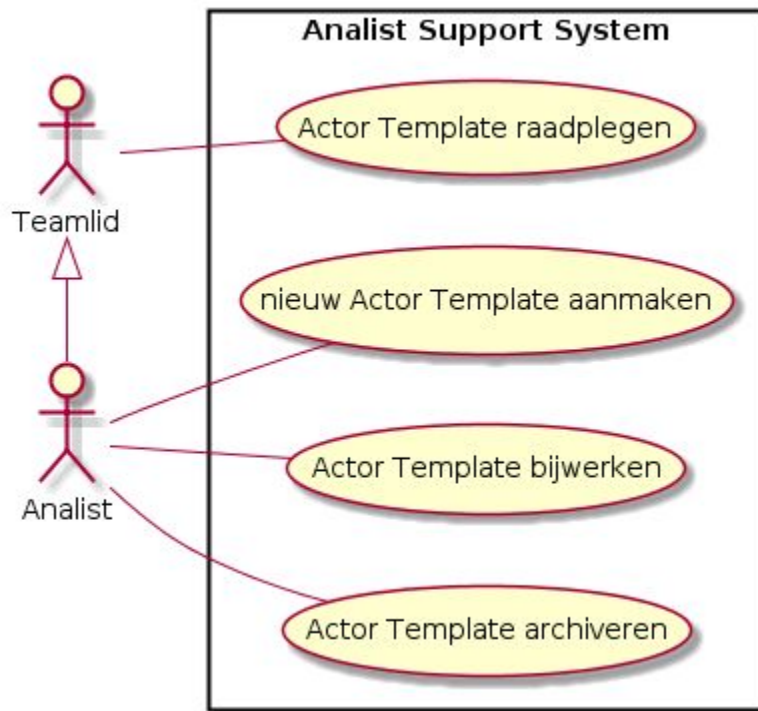 Analist Support System
Actor Template raadplegen
Teamlid
nieuw Actor Template aanmaken
Actor Template bijwerken
Analist
Actor Template archiveren